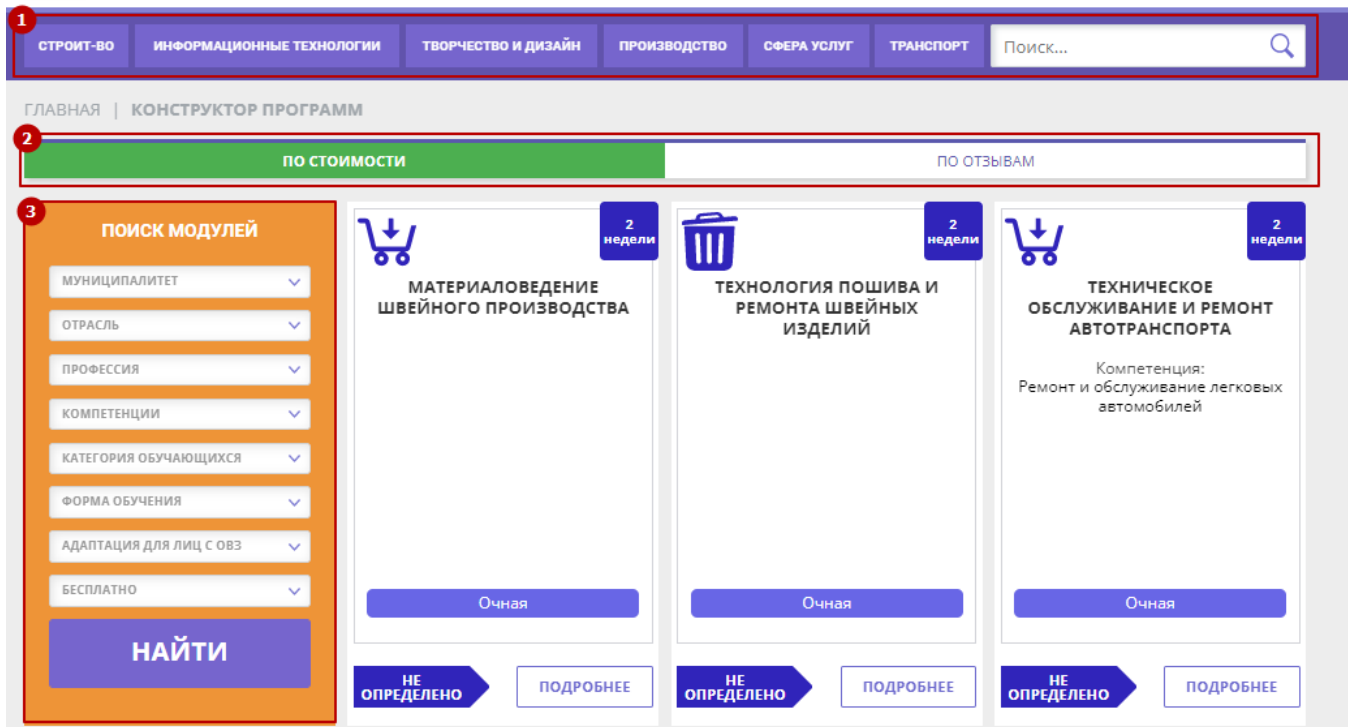 1
СТРОИТ-ВО
ИНФОРМАЦИОННЫЕ ТЕХНОЛОГИИ
ТВОРЧЕСТВО И ДИЗАЙН
ПРОИЗВОДСТВО
СФЕРА УСЛУГ
ТРАНСПОРТ
Поиск...
ГЛАВНАЯ | КОНСТРУКТОР ПРОГРАММ
2
ПО СТОИМОСТИ
ПО ОТЗЫВАМ
3
ПОИСК МОДУЛЕЙ
МУНИЦИПАЛИТЕТ
ОТРАСЛЬ
ПРОФЕССИЯ
КОМПЕТЕНЦИИ
КАТЕГОРИЯ ОБУЧАЮЩИХСЯ
ФОРМА ОБУЧЕНИЯ
АДАПТАЦИЯ ДЛЯ ЛИЦ С ОВЗ
БЕСПЛАТНО
НАЙТИ
2
недели
МАТЕРИАЛОВЕДЕНИЕ
ШВЕЙНОГО ПРОИЗВОДСТВА
Очная
НЕ
ОПРЕДЕЛЕНО
ПОДРОБНЕЕ
2
недели
ТЕХНОЛОГИЯ ПОШИВА И
РЕМОНТА ШВЕЙНЫХ
ИЗДЕЛИЙ
Очная
НЕ
ОПРЕДЕЛЕНО
ПОДРОБНЕЕ
2
недели
ТЕХНИЧЕСКОЕ
ОБСЛУЖИВАНИЕ И РЕМОНТ
АВТОТРАНСПОРТА
Компетенция:
Ремонт и обслуживание легковых
автомобилей
Очная
НЕ
ОПРЕДЕЛЕНО
ПОДРОБНЕЕ